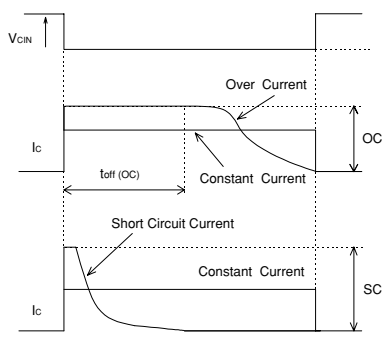 VCIN
Over Current
IC
OC
toff (OC)
Constant Current
Short Circuit Current
Constant Current
SC
IC